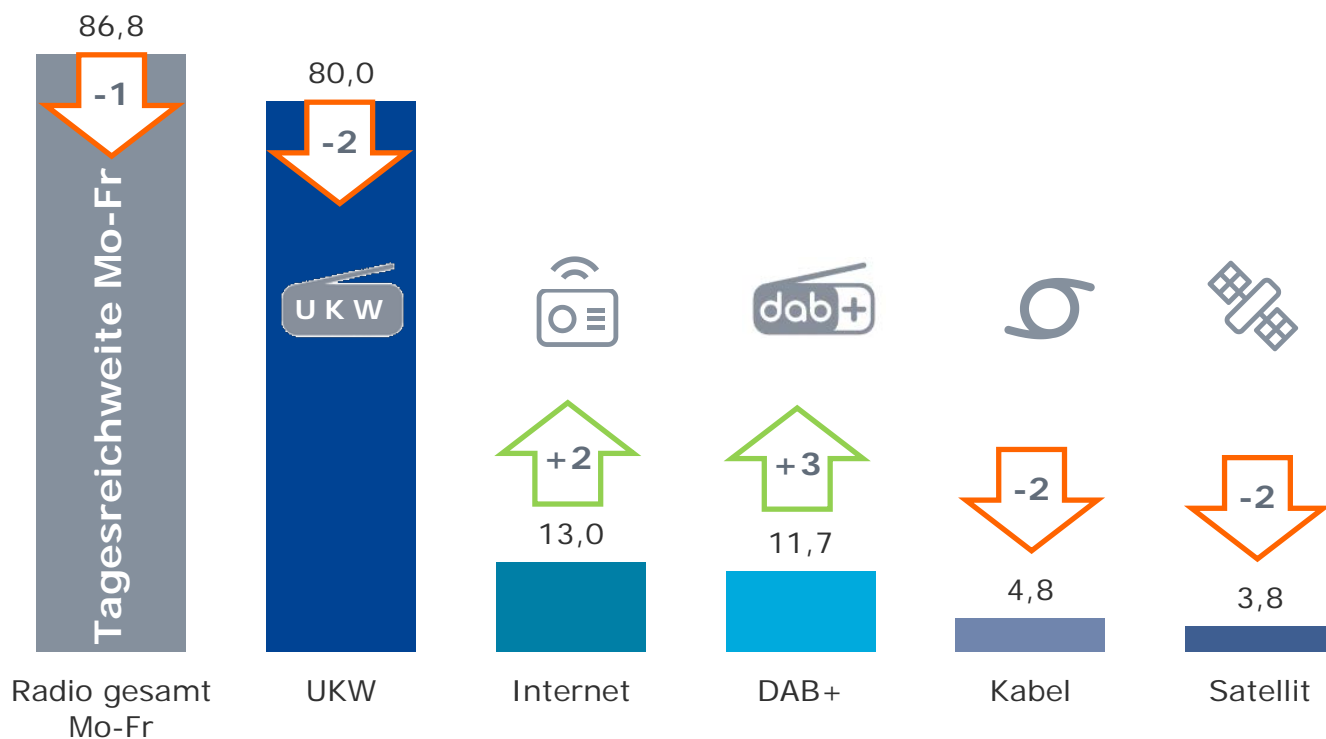 86,8
-1
Tagesreichweite Mo-Fr
80,0
-2
UKW
dab+
+2
13,0
+3
11,7
-2
4,8
-2
3,8
Radio gesamt
Mo-Fr
UKW
Internet
DAB+
Kabel
Satellit